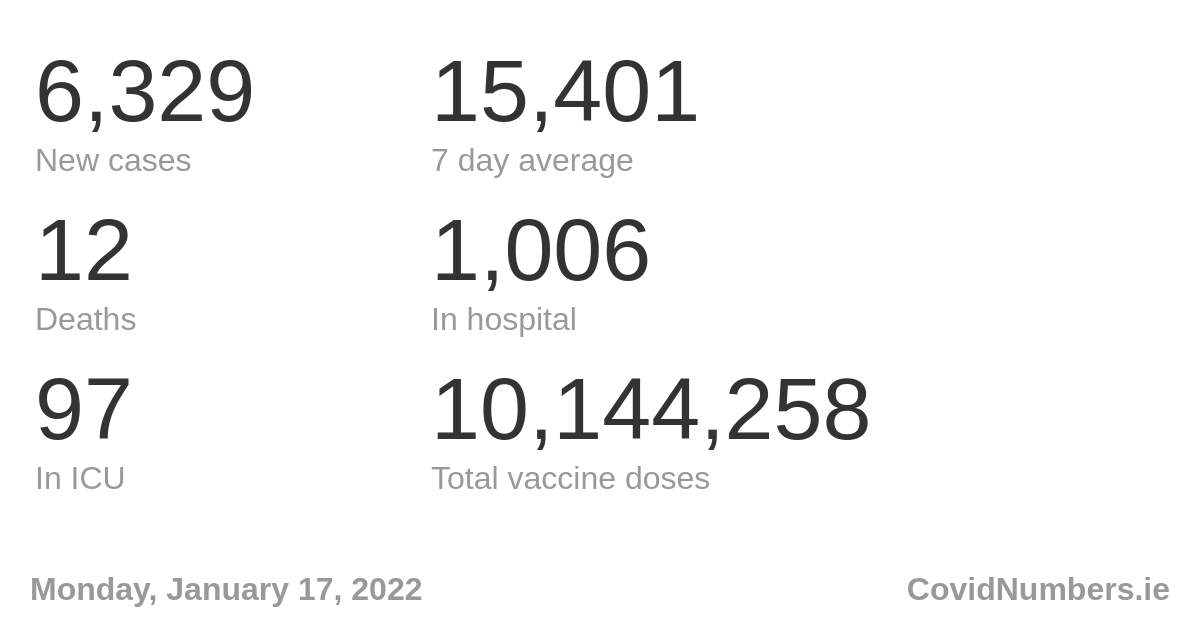 6,329
15,401
New cases
7 day average
12
1,006
Deaths
In hospital
97
10,144,258
In ICU
Total vaccine doses
Monday, January 17, 2022
CovidNumbers.ie